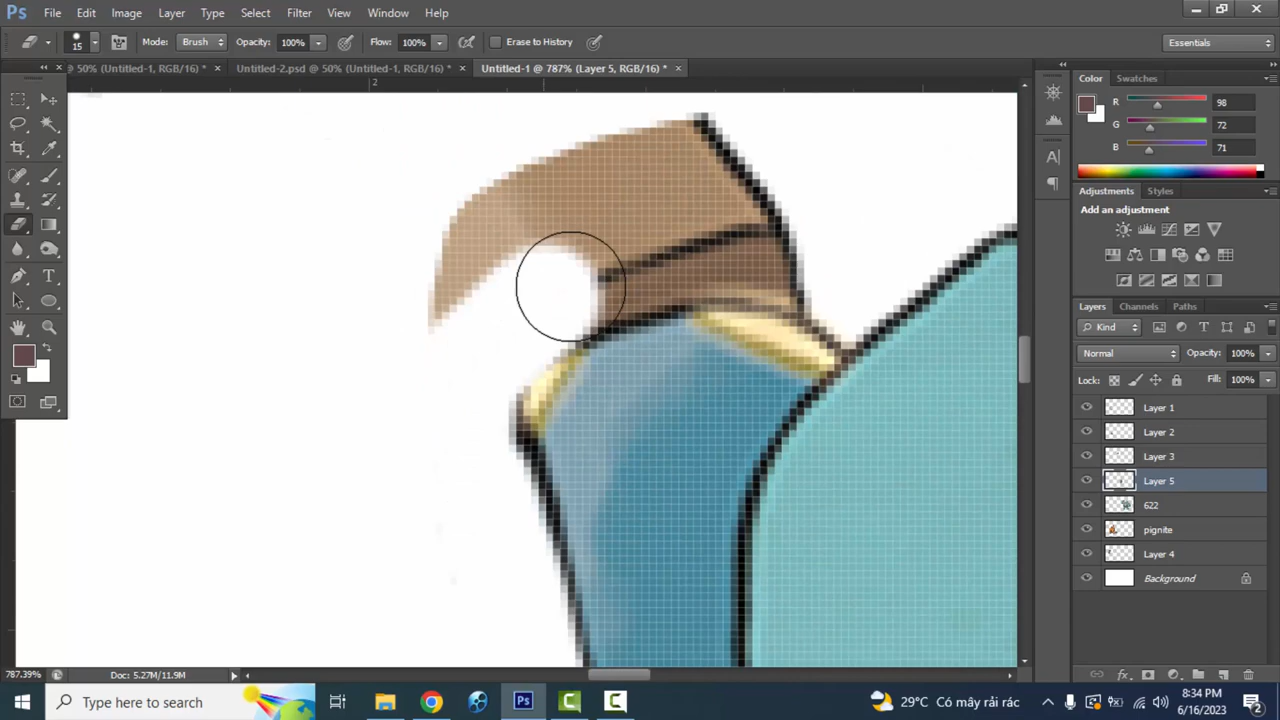 Ps File Edit Image Layer Type Select Filter View Window Help
15 Mode: Brush Opacity: 100% Flow: 100% Erase to History Essentials
@ 50% (Untitled-1, RGB/16) * × Untitled-2.psd @ 50% (Untitled-1, RGB/16) * × Untitled-1 @ 787% (Layer 5, RGB/16) * ×
2
Color Swatches
R 98
G 72
B 71
Adjustments Styles
Add an adjustment
Layers Channels Paths
Kind
Normal Opacity: 100%
Lock: Fill: 100%
Layer 1
Layer 2
Layer 3
Layer 5
622
pignite
Layer 4
Background
fx
787.39% Doc: 5.27M/11.9M
Type here to search
Ps
29°C Có mây rải rác
8:34 PM
6/16/2023
2